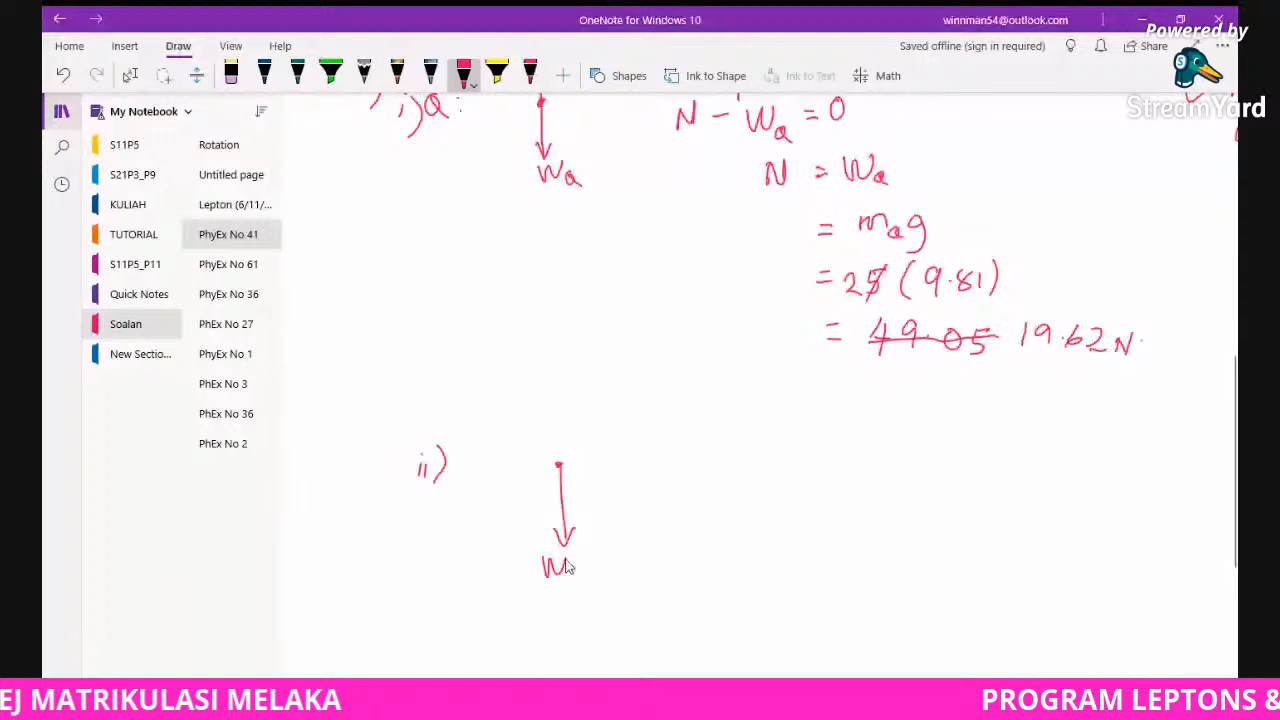 OneNote for Windows 10
winnman54@outlook.com
Powered by
StreamYard
Home Insert Draw View Help
Saved offline (sign in required) Share
Shapes Ink to Shape Ink to Text Math
My Notebook
S11P5
S21P3_P9
KULIAH
TUTORIAL
S11P5_P11
Quick Notes
Soalan
New Sectio...
Rotation
Untitled page
Lepton (6/11/...
PhyEx No 41
PhyEx No 61
PhyEx No 36
PhEx No 27
PhyEx No 1
PhEx No 3
PhEx No 36
PhEx No 2
i) Q :
W_Q
N - W_Q = 0
N = W_Q
= m_Q g
= 2 (9.81)
= 49.05 19.62 N
ii)
W
EJ MATRIKULASI MELAKA
PROGRAM LEPTONS &